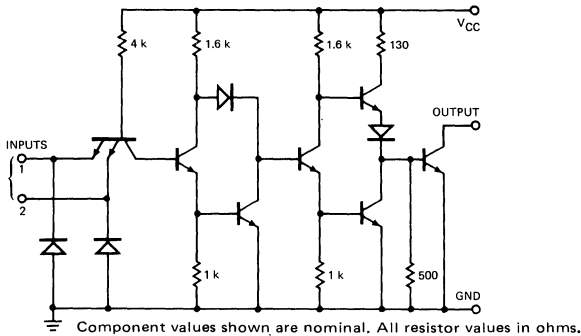 V CC
4 k
1.6 k
1.6 k
130
OUTPUT
INPUTS
1
2
1 k
1 k
500
GND
Component values shown are nominal. All resistor values in ohms.